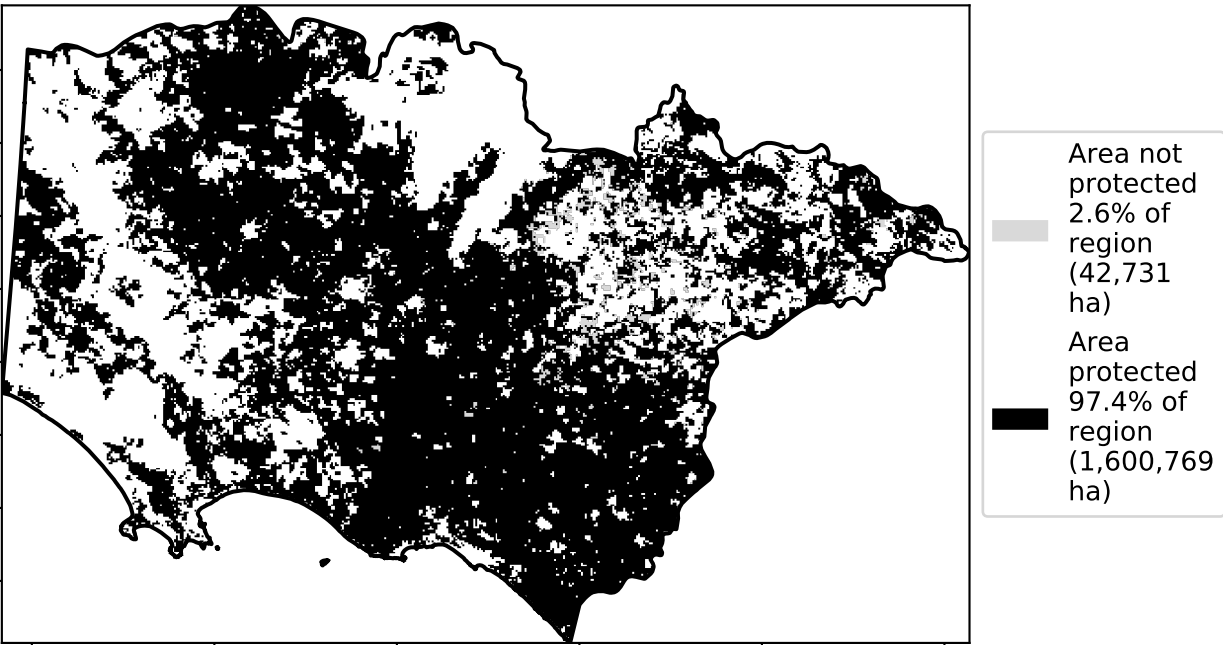 Area not
protected
2.6% of
region
(42,731
ha)
Area
protected
97.4% of
region
(1,600,769
ha)